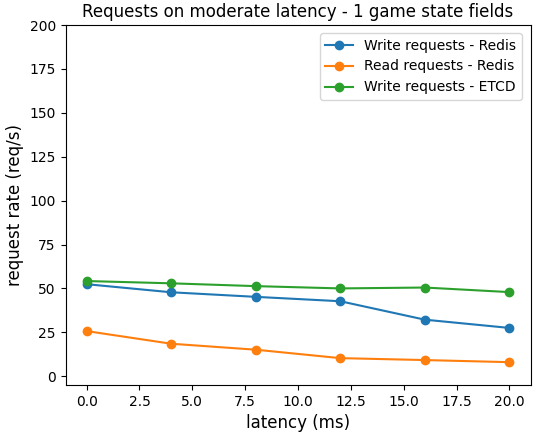 Requests on moderate latency - 1 game state fields
Write requests - Redis
Read requests - Redis
Write requests - ETCD
request rate (req/s)
200
175
150
125
100
75
50
25
0
0.0 2.5 5.0 7.5 10.0 12.5 15.0 17.5 20.0
latency (ms)